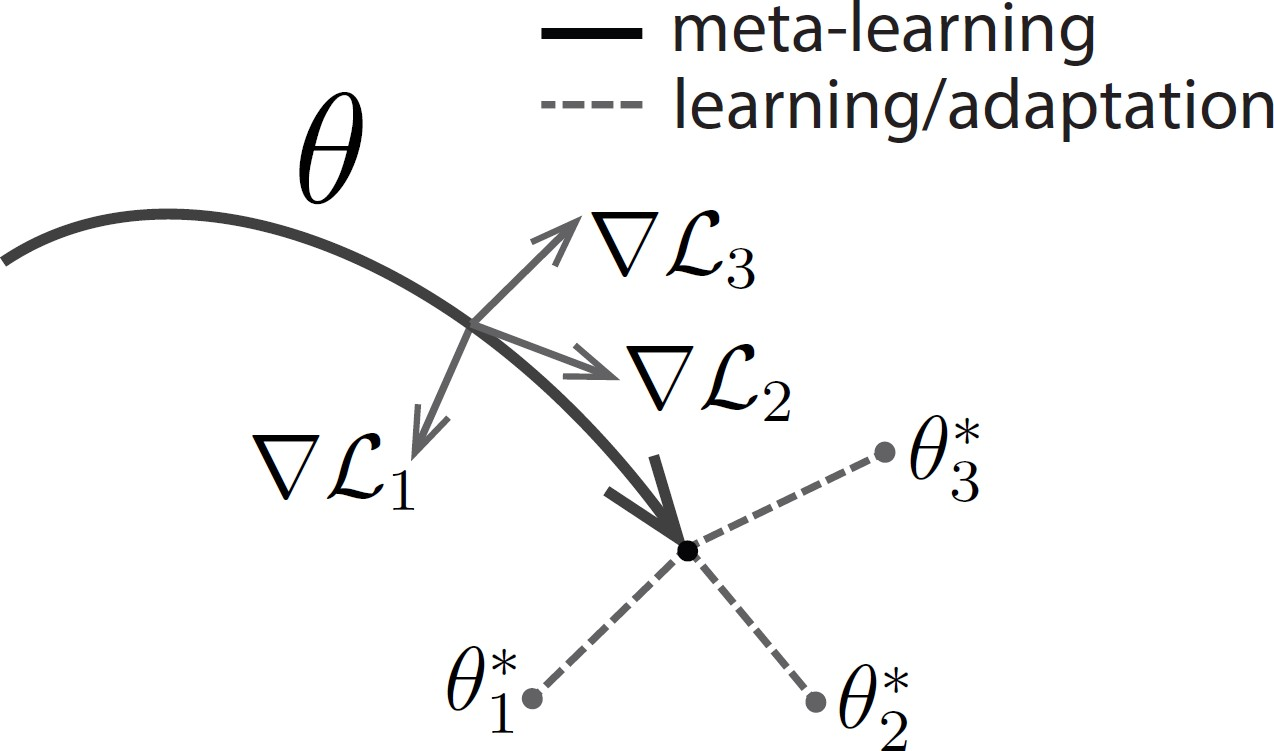 meta-learning
learning/adaptation
θ
∇ℒ₃
∇ℒ₂
∇ℒ₁
θ₃*
θ₁*
θ₂*